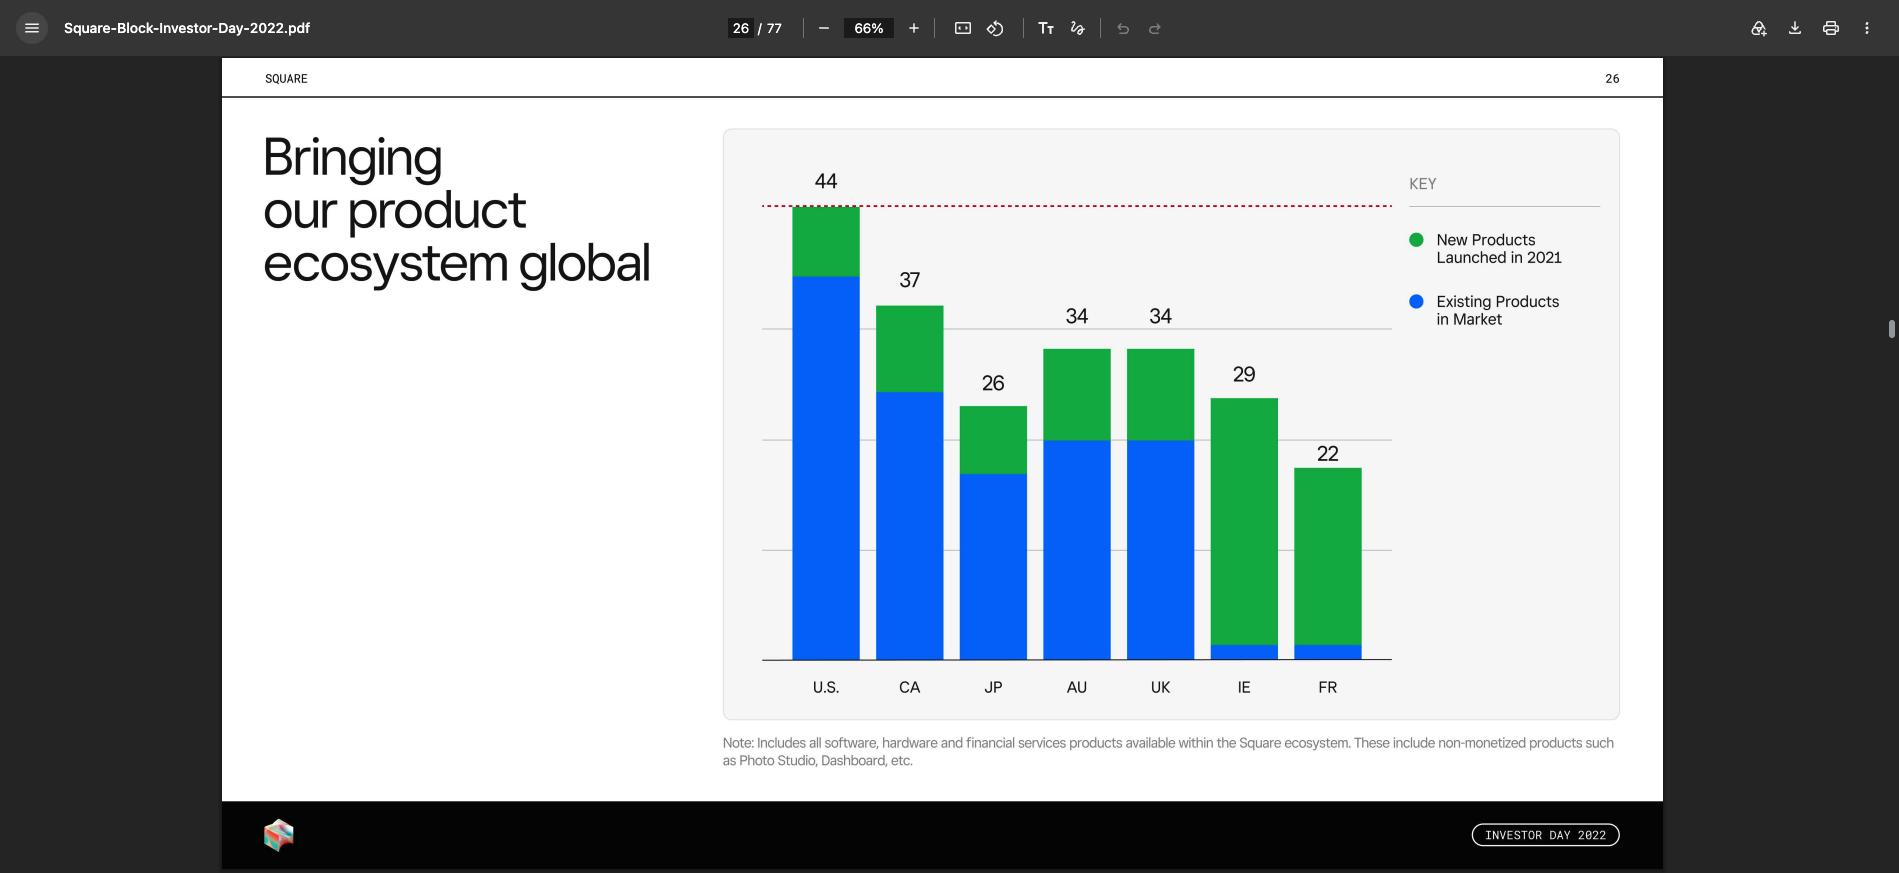 Square-Block-Investor-Day-2022.pdf
26 / 77
66%
SQUARE
26
Bringing
our product
ecosystem global
44
37
26
34
34
29
22
U.S.
CA
JP
AU
UK
IE
FR
KEY
New Products
Launched in 2021
Existing Products
in Market
Note: Includes all software, hardware and financial services products available within the Square ecosystem. These include non-monetized products such
as Photo Studio, Dashboard, etc.
INVESTOR DAY 2022